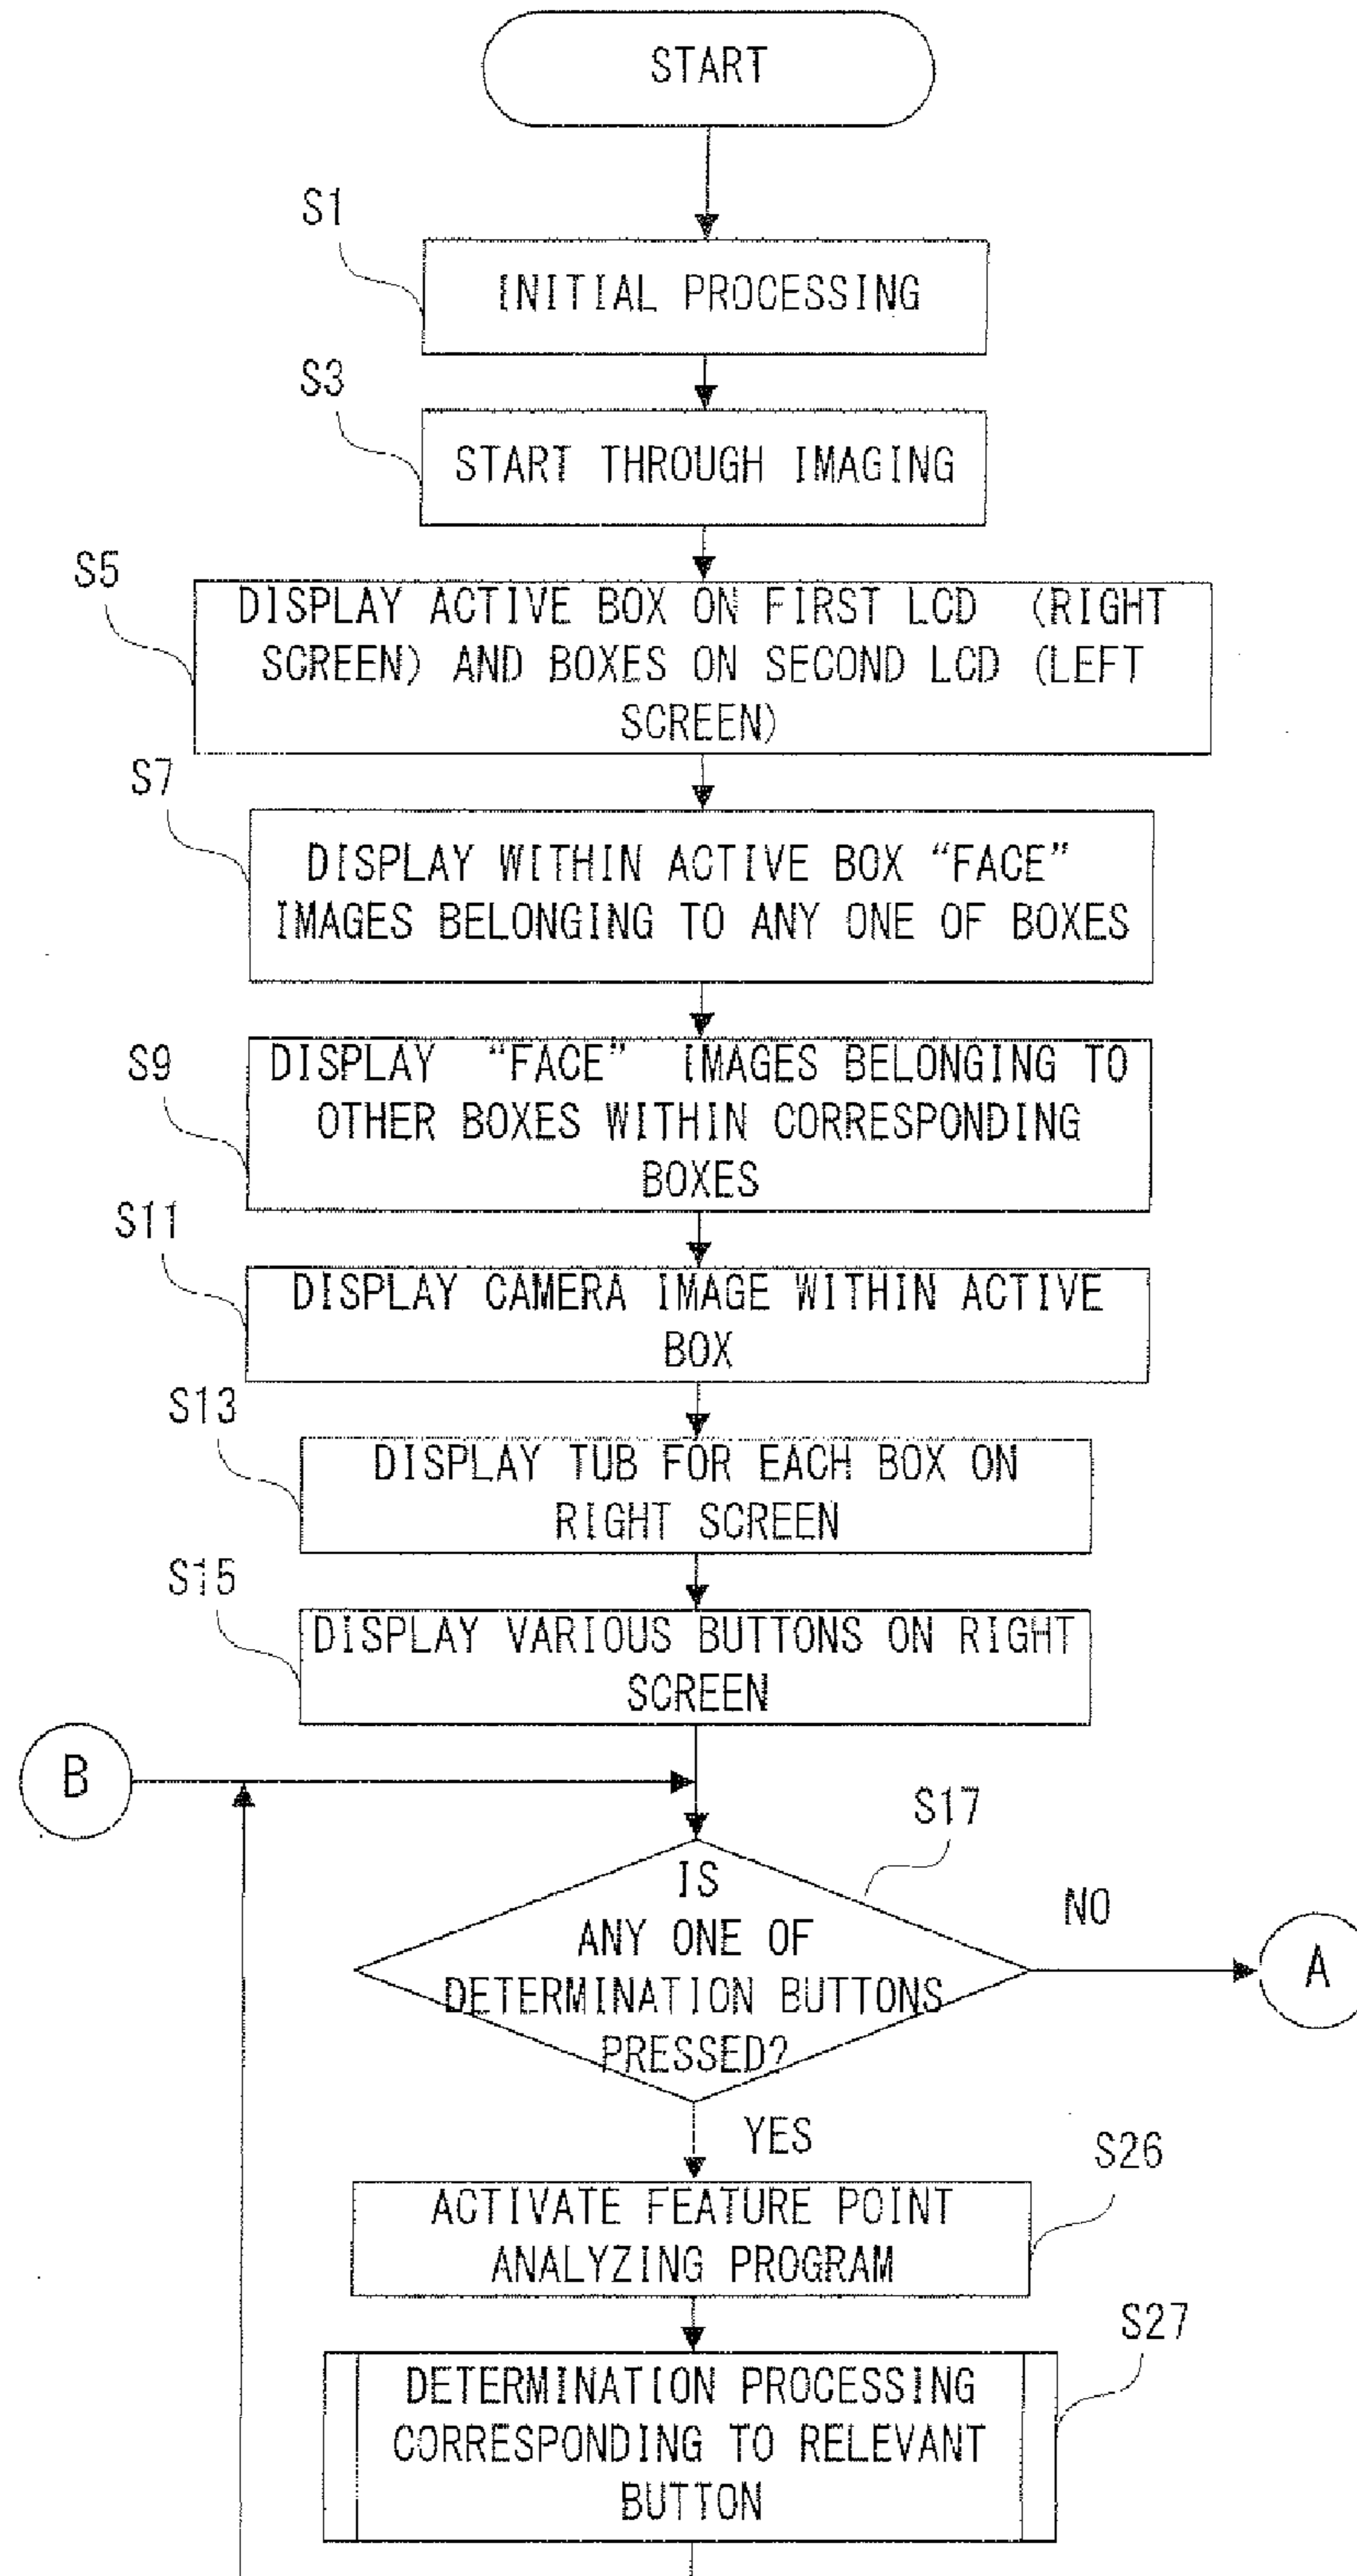 START
S1
INITIAL PROCESSING
S3
START THROUGH IMAGING
S5
DISPLAY ACTIVE BOX ON FIRST LCD (RIGHT
SCREEN) AND BOXES ON SECOND LCD (LEFT
SCREEN)
S7
DISPLAY WITHIN ACTIVE BOX “FACE”
IMAGES BELONGING TO ANY ONE OF BOXES
S9
DISPLAY “FACE” IMAGES BELONGING TO
OTHER BOXES WITHIN CORRESPONDING
BOXES
S11
DISPLAY CAMERA IMAGE WITHIN ACTIVE
BOX
S13
DISPLAY TUB FOR EACH BOX ON
RIGHT SCREEN
S15
DISPLAY VARIOUS BUTTONS ON RIGHT
SCREEN
B
S17
IS
ANY ONE OF
DETERMINATION BUTTONS
PRESSED?
NO
A
YES
S26
ACTIVATE FEATURE POINT
ANALYZING PROGRAM
S27
DETERMINATION PROCESSING
CORRESPONDING TO RELEVANT
BUTTON